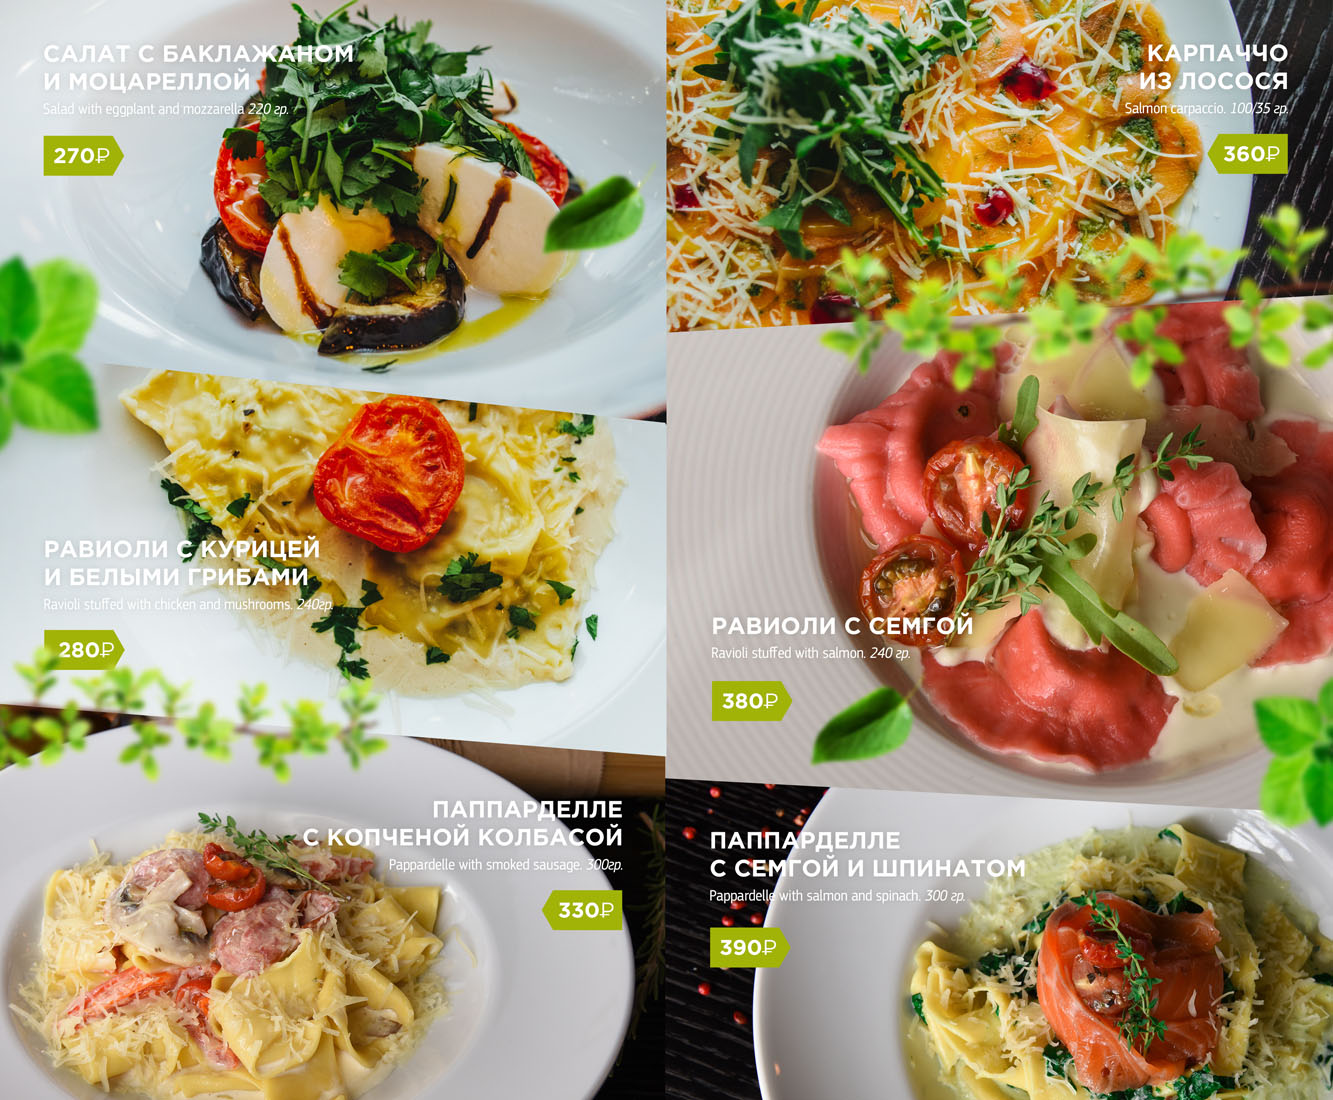 САЛАТ С БАКЛАЖАНОМ
И МОЦАРЕЛЛОЙ
Salad with eggplant and mozzarella 220 гр.
270₽
РАВИОЛИ С КУРИЦЕЙ
И БЕЛЫМИ ГРИБАМИ
Ravioli stuffed with chicken and mushrooms. 240гр.
280₽
ПАППАРДЕЛЛЕ
С КОПЧЕНОЙ КОЛБАСОЙ
Pappardelle with smoked sausage. 300гр.
330₽
КАРПАЧЧО
ИЗ ЛОСОСЯ
Salmon carpaccio. 100/35 гр.
360₽
РАВИОЛИ С СЕМГОЙ
Ravioli stuffed with salmon. 240 гр.
380₽
ПАППАРДЕЛЛЕ
С СЕМГОЙ И ШПИНАТОМ
Pappardelle with salmon and spinach. 300 гр.
390₽